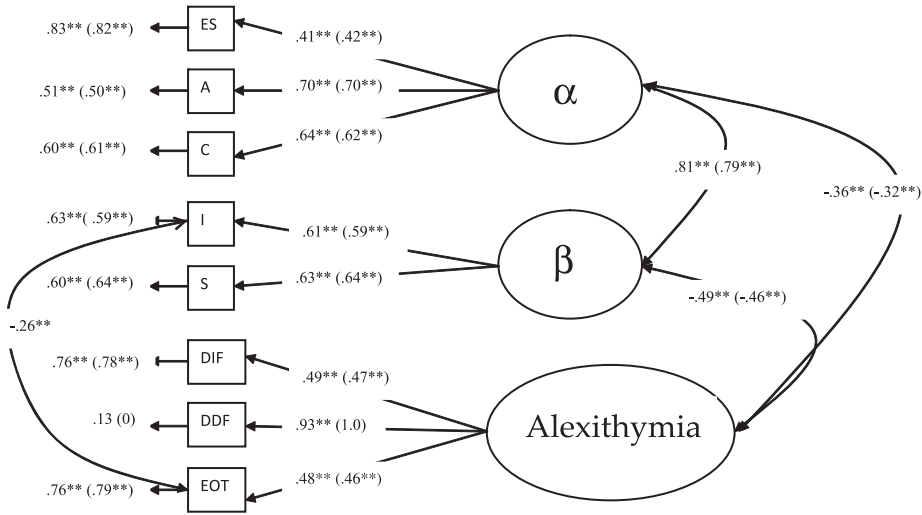 .83** (.82**) ES .41** (.42**)
.51** (.50**) A .70** (.70**) α
.60** (.61**) C .64** (.62**)
.81** (.79**)
-.36** (-.32**)
.63** (.59**) I .61** (.59**)
.60** (.64**) S .63** (.64**) β
-.49** (-.46**)
-.26**
.76** (.78**) DIF .49** (.47**)
.13 (0) DDF .93** (1.0) Alexithymia
.76** (.79**) EOT .48** (.46**)